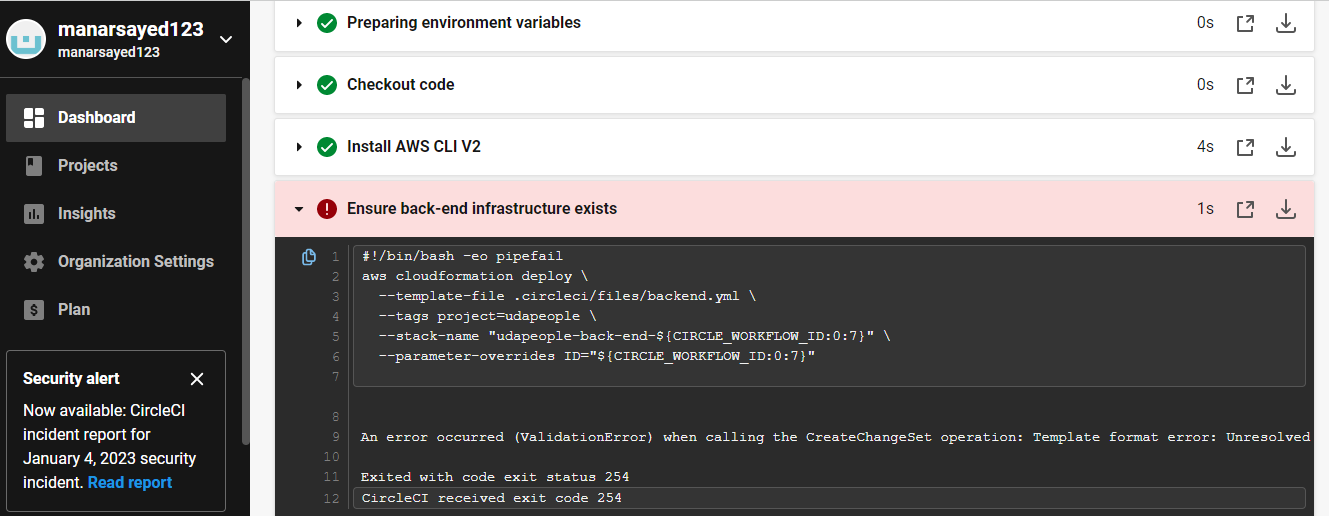 manarsayed123
manarsayed123
Dashboard
Projects
Insights
Organization Settings
Plan
Security alert
Now available: CircleCI
incident report for
January 4, 2023 security
incident. Read report
Preparing environment variables 0s
Checkout code 0s
Install AWS CLI V2 4s
Ensure back-end infrastructure exists 1s
1 #!/bin/bash -eo pipefail
2 aws cloudformation deploy \
3   --template-file .circleci/files/backend.yml \
4   --tags project=udapeople \
5   --stack-name "udapeople-back-end-${CIRCLE_WORKFLOW_ID:0:7}" \
6   --parameter-overrides ID="${CIRCLE_WORKFLOW_ID:0:7}"
7
8
9 An error occurred (ValidationError) when calling the CreateChangeSet operation: Template format error: Unresolved
10
11 Exited with code exit status 254
12 CircleCI received exit code 254